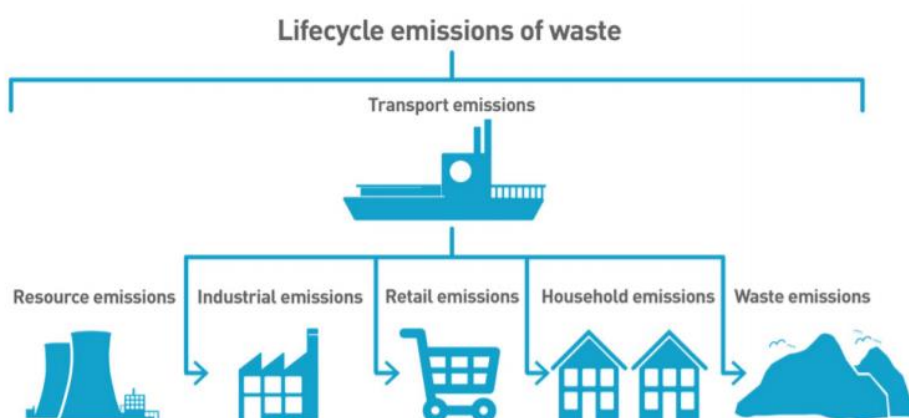 Lifecycle emissions of waste
Transport emissions
Resource emissions
Industrial emissions
Retail emissions
Household emissions
Waste emissions